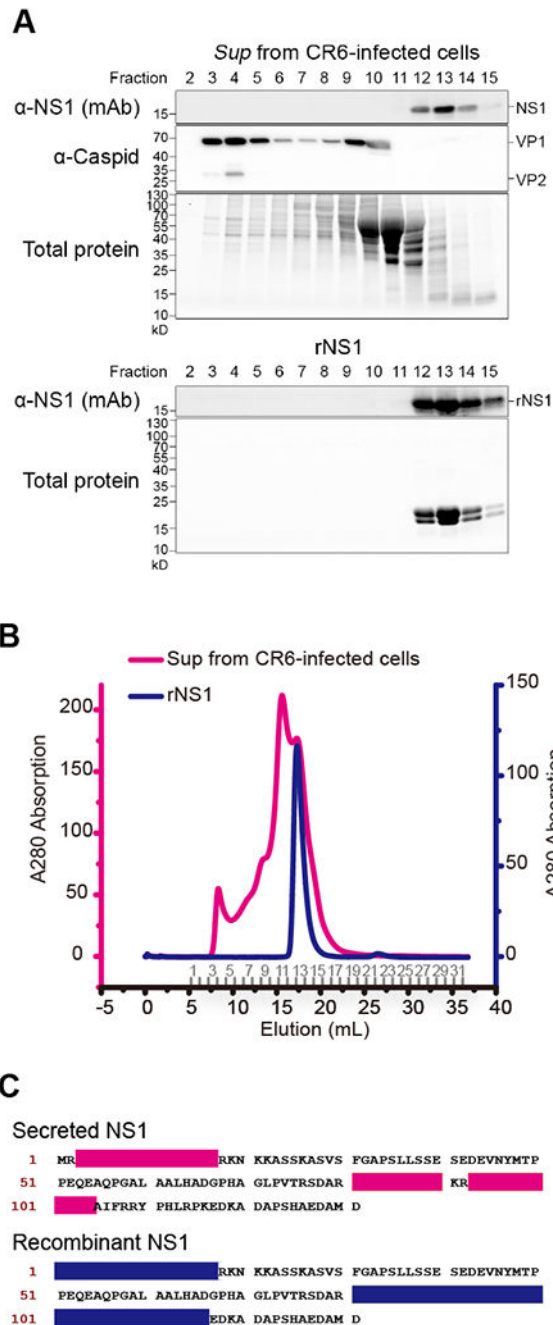 A
Sup from CR6-infected cells
Fraction 2 3 4 5 6 7 8 9 10 11 12 13 14 15
α-NS1 (mAb)
15
NS1
α-Caspid
70
40
35
25
VP1
VP2
Total protein
130
100
70
55
40
35
25
15
10
kD
rNS1
Fraction 2 3 4 5 6 7 8 9 10 11 12 13 14 15
α-NS1 (mAb)
15
rNS1
Total protein
130
100
70
55
40
35
25
15
10
kD
B
Sup from CR6-infected cells
rNS1
A280 Absorption
200
150
100
50
0
150
100
50
0
A280 Absorption
1 3 5 7 9 11 13 15 17 19 21 23 25 27 29 31
-5 0 5 10 15 20 25 30 35 40
Elution (mL)
C
Secreted NS1
1 MR RKN KKASSKASVS FGAPSLLSSE SEDEVNYMTP
51 PEQEAQPGAL AALHADGPHA GLPVTRSDAR KR
101 AIFRRY PHLRPKEDKA DAPSHAEDAM D
Recombinant NS1
1 RKN KKASSKASVS FGAPSLLSSE SEDEVNYMTP
51 PEQEAQPGAL AALHADGPHA GLPVTRSDAR
101 EDKA DAPSHAEDAM D